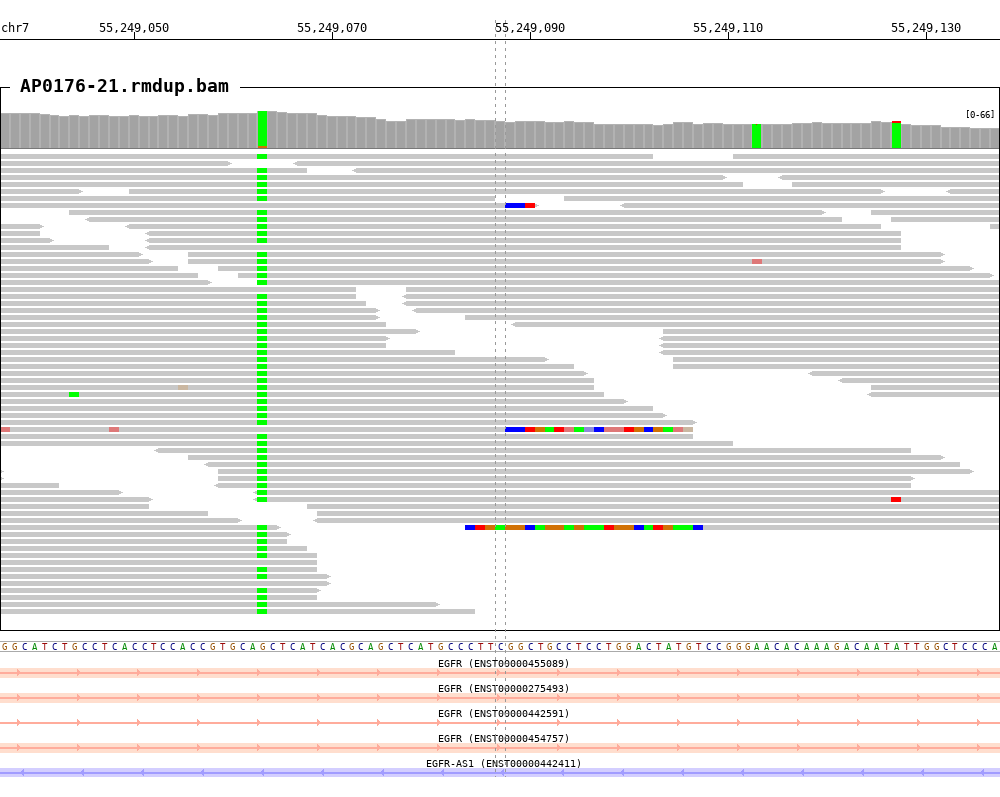 chr7 55,249,050 55,249,070 55,249,090 55,249,110 55,249,130
AP0176-21.rmdup.bam
[0-66]
GGCATCTGCCTCACCTCCACCGTGCAGCTCATCACGCAGCTCATGCCCTTCGGCTGCCTCCTGGACTATGTCCGGGAACACAAAGACAATATTGGCTCCCA
EGFR (ENST00000455089)
EGFR (ENST00000275493)
EGFR (ENST00000442591)
EGFR (ENST00000454757)
EGFR-AS1 (ENST00000442411)